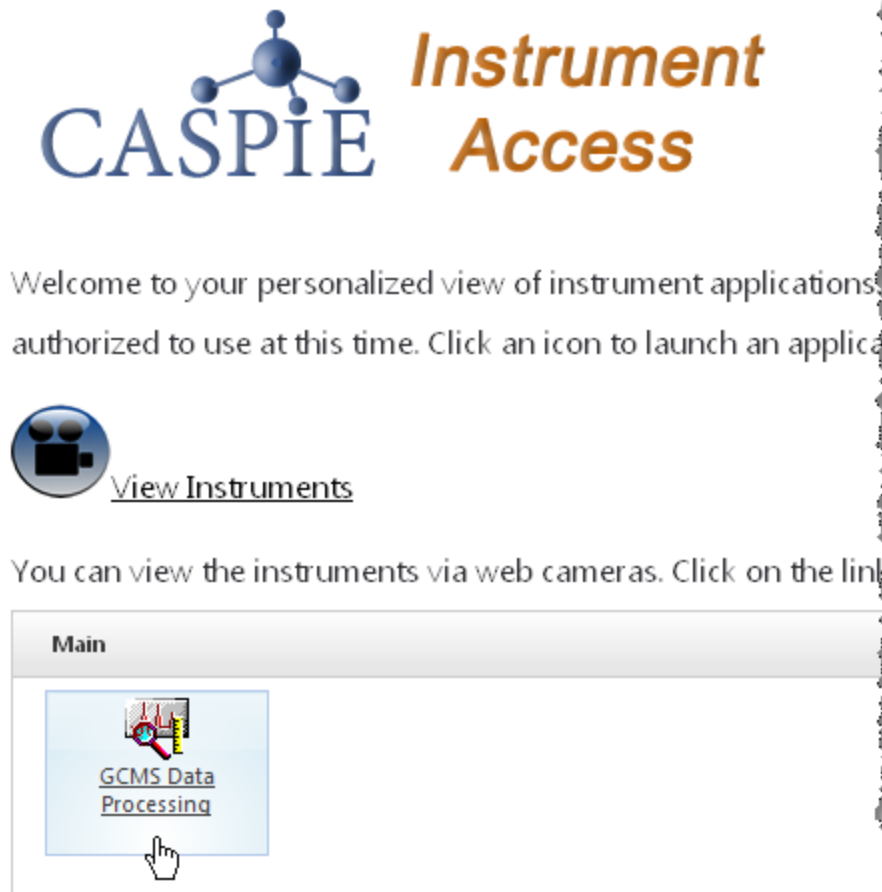 CASPiE
Instrument
Access
Welcome to your personalized view of instrument applications
authorized to use at this time. Click an icon to launch an applica
View Instruments
You can view the instruments via web cameras. Click on the link
Main
GCMS Data
Processing